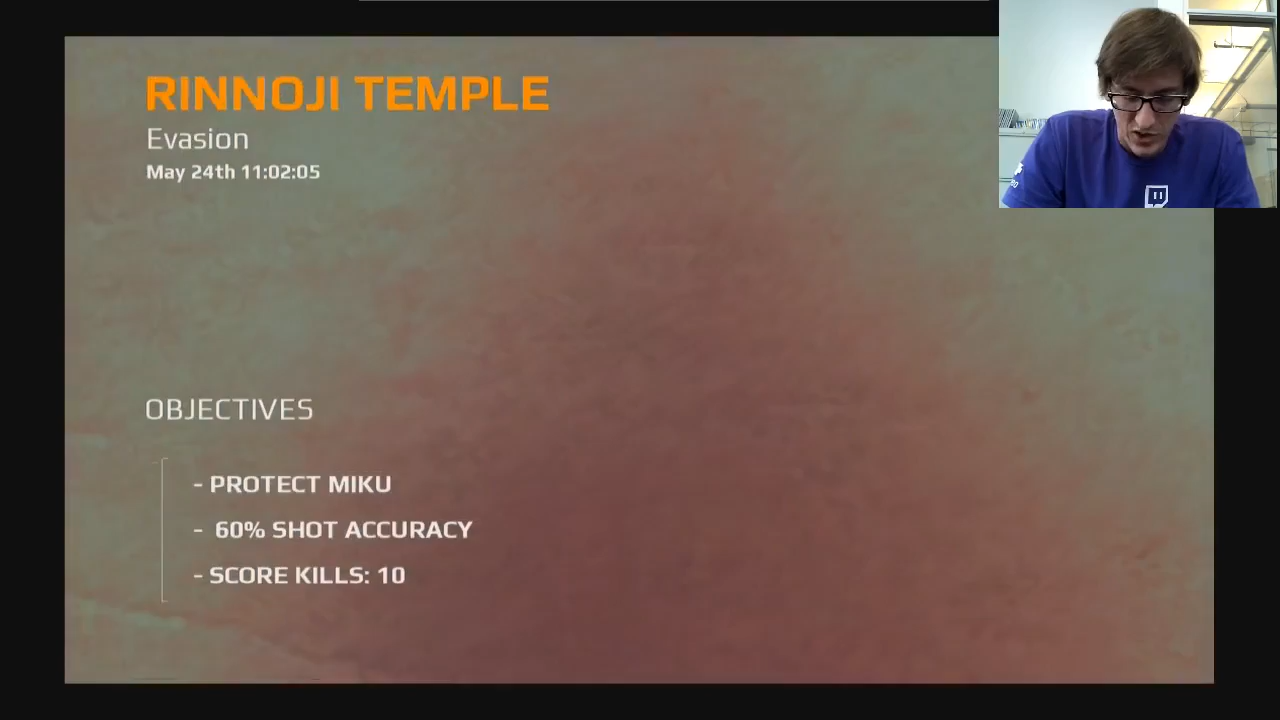 RINNOJI TEMPLE
Evasion
May 24th 11:02:05
OBJECTIVES
- PROTECT MIKU
- 60% SHOT ACCURACY
- SCORE KILLS: 10